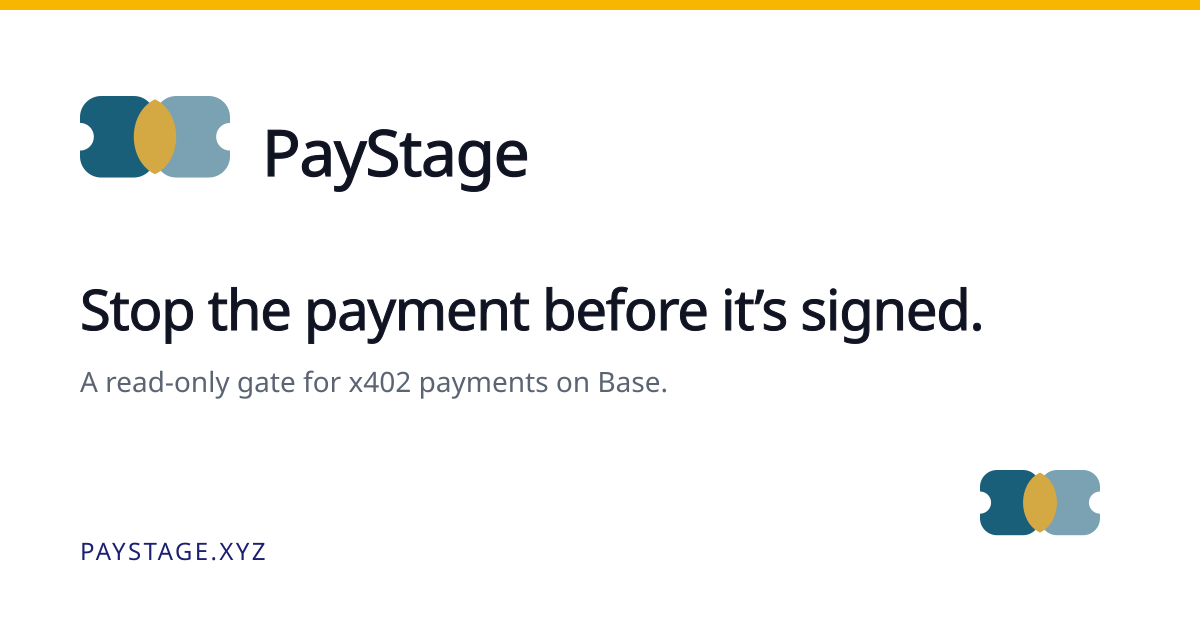 PayStage
Stop the payment before it’s signed.
A read-only gate for x402 payments on Base.
PAYSTAGE.XYZ